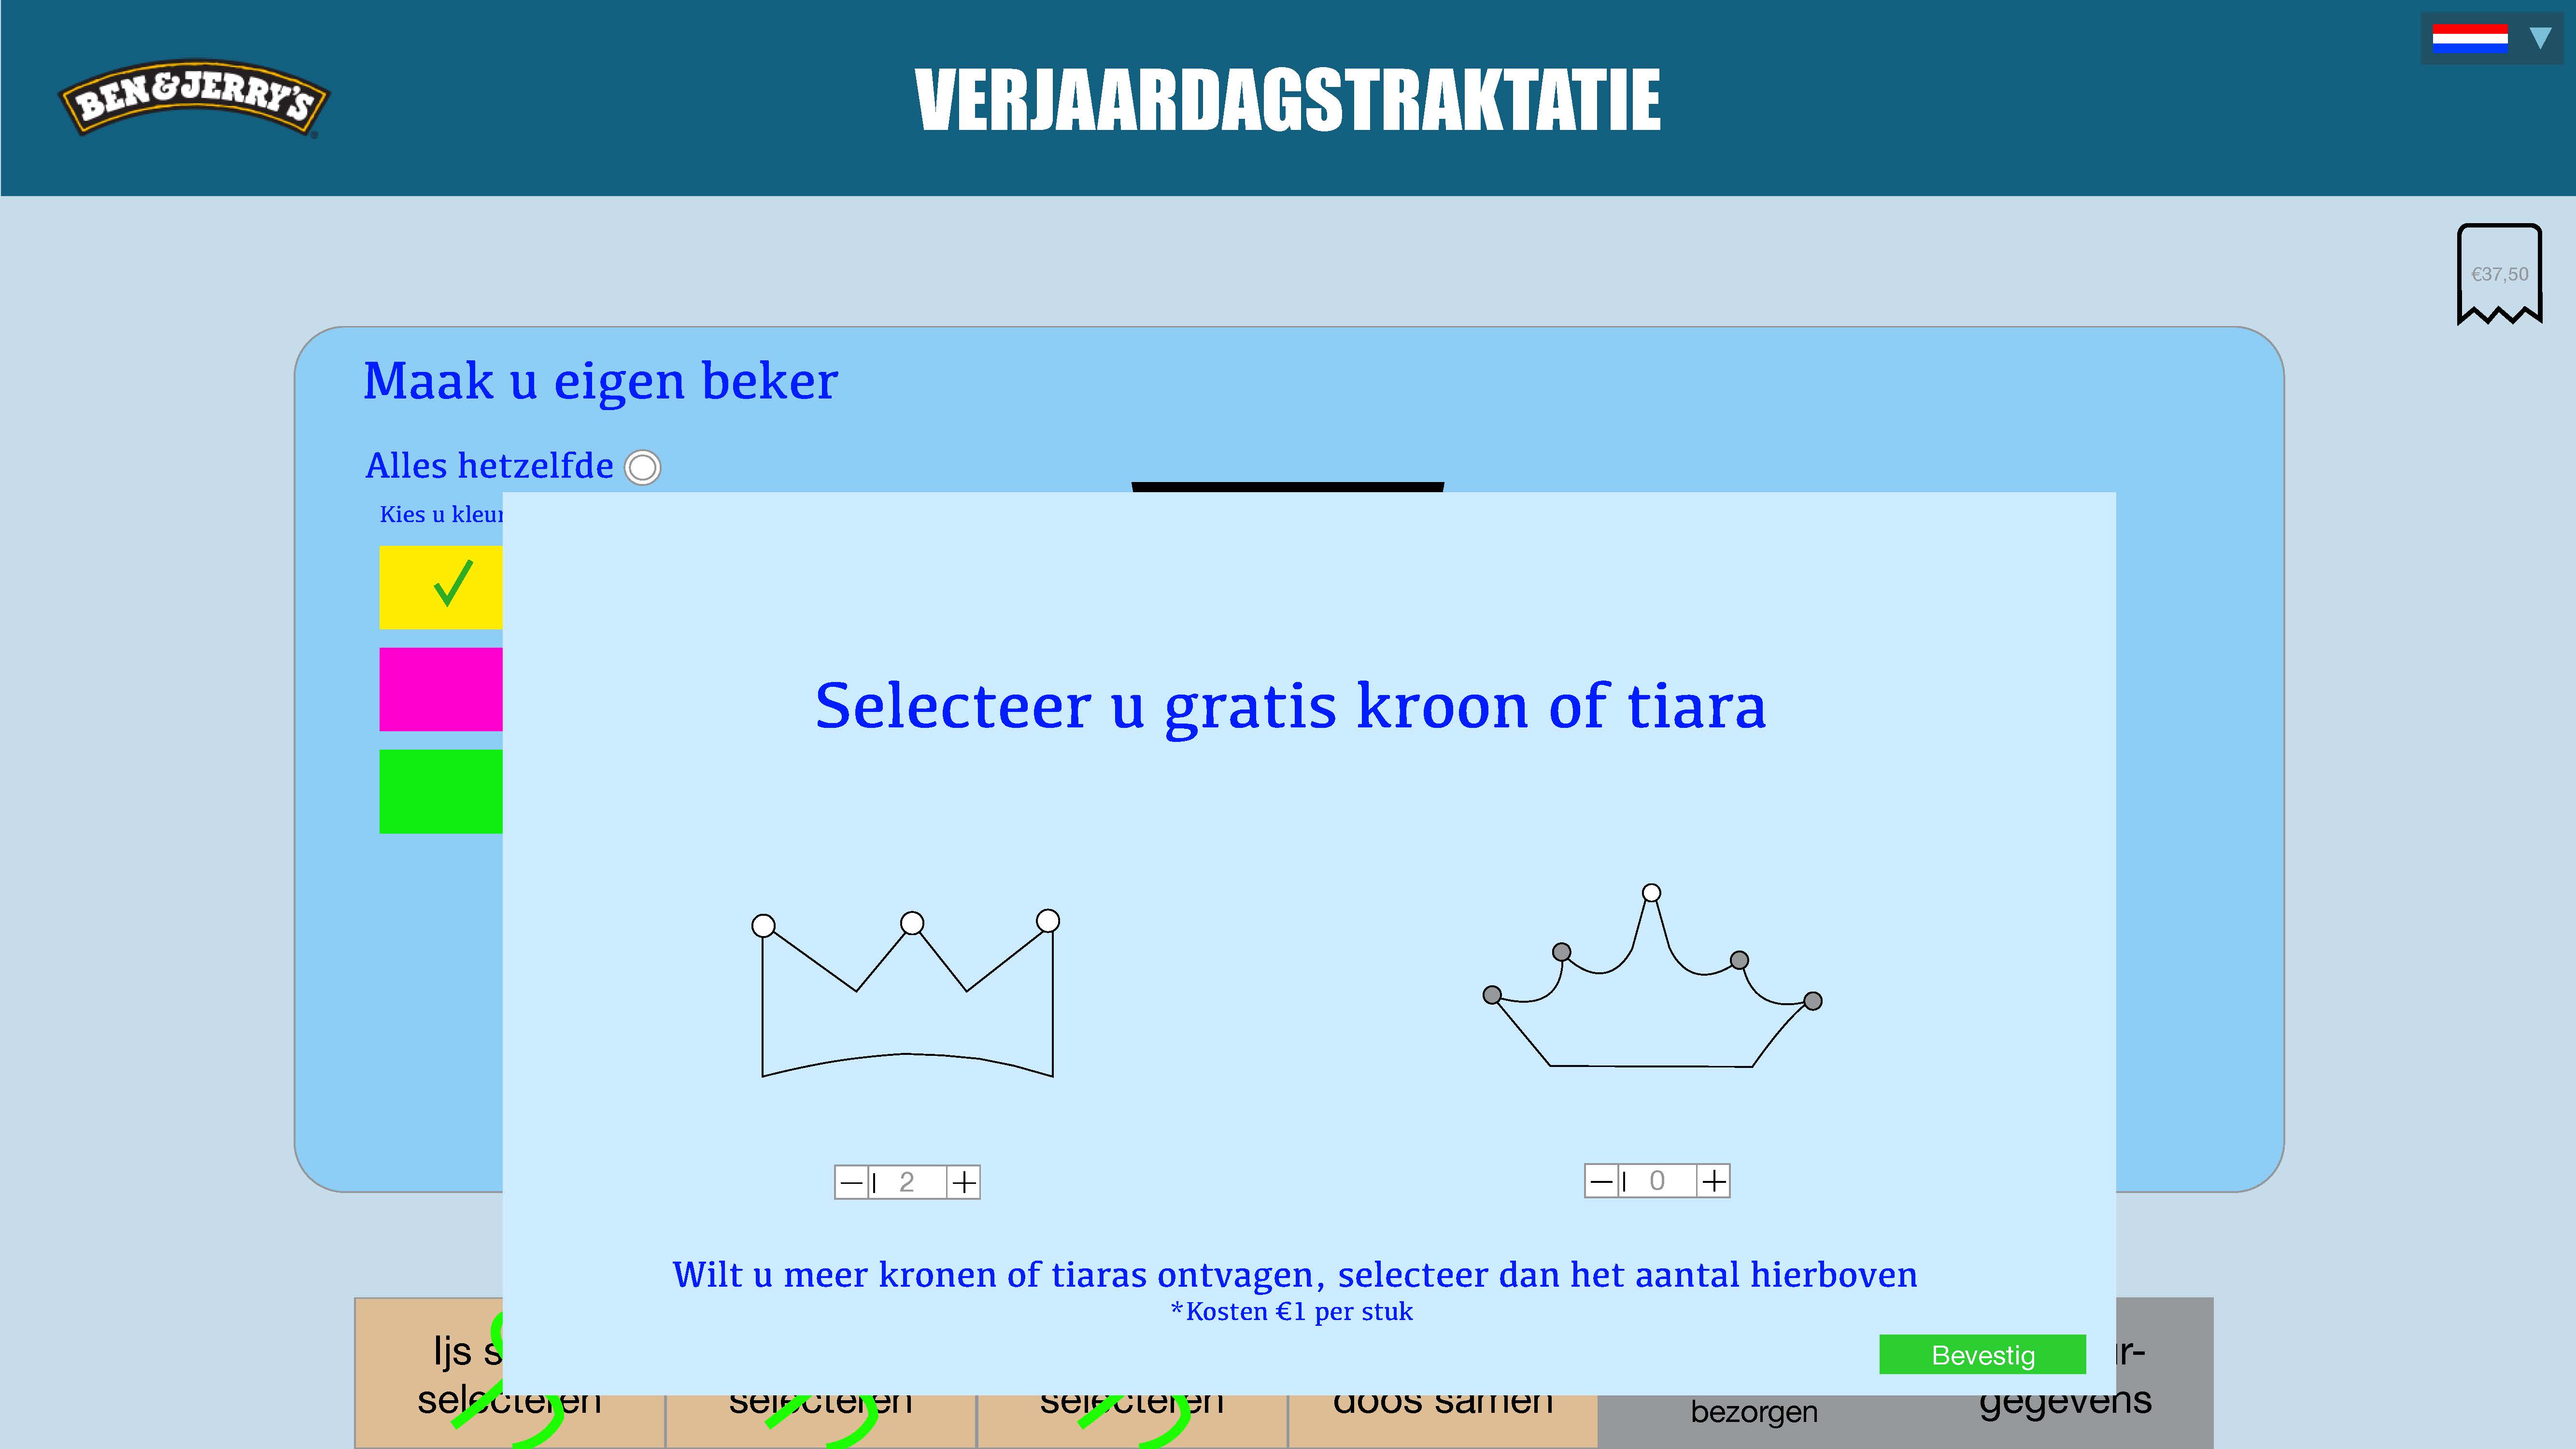 BEN & JERRY'S
VERJAARDAGSTRAKTATIE
€37,50
Maak u eigen beker
Alles hetzelfde
Kies u kleur
Selecteer u gratis kroon of tiara
2
0
Wilt u meer kronen of tiaras ontvagen, selecteer dan het aantal hierboven
*Kosten €1 per stuk
Bevestig
Ijs s
selecteren
selecteren
selecteren
doos samen
bezorgen
r-
gegevens